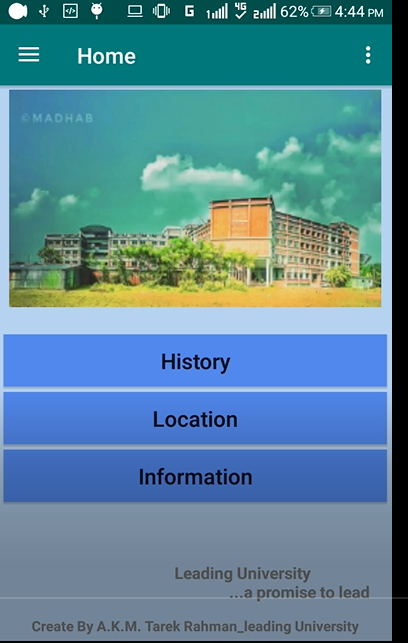 4G
G 1 2 62% 4:44 PM
Home
©MADHAB
History
Location
Information
Leading University
...a promise to lead
Create By A.K.M. Tarek Rahman_leading University